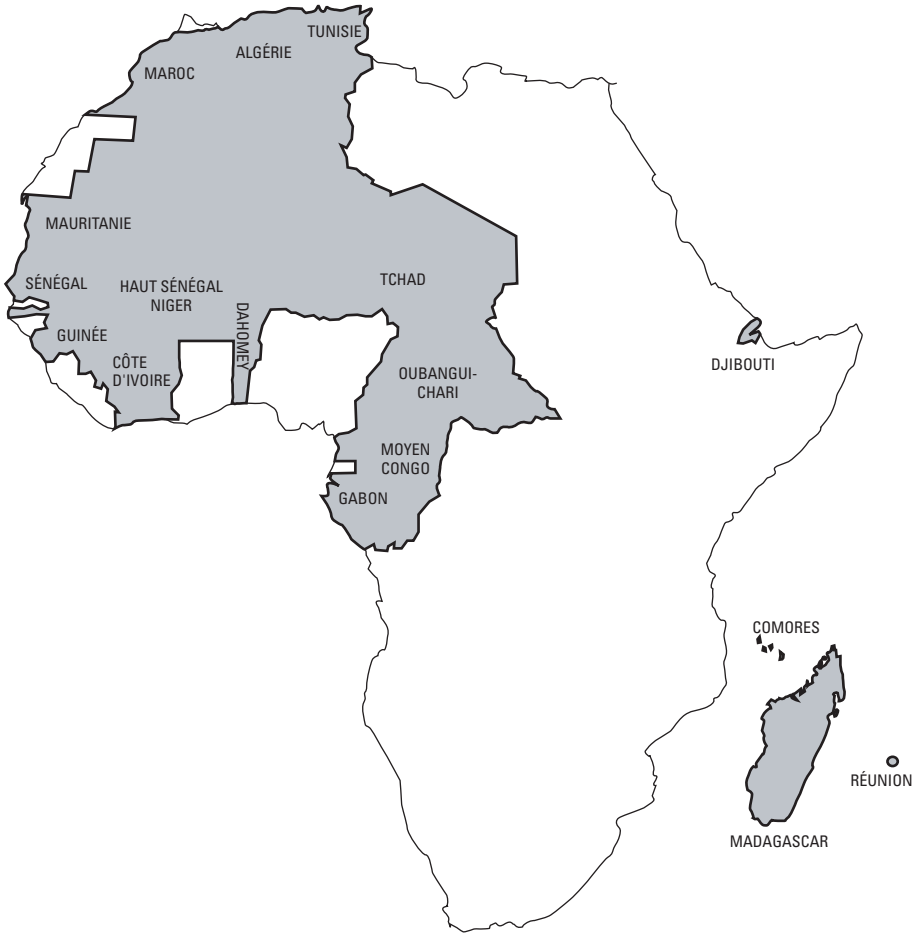 TUNISIE
ALGÉRIE
MAROC
MAURITANIE
SÉNÉGAL
HAUT SÉNÉGAL
NIGER
TCHAD
DAHOMEY
GUINÉE
CÔTE
D'IVOIRE
DJIBOUTI
OUBANGUI-
CHARI
MOYEN
CONGO
GABON
COMORES
RÉUNION
MADAGASCAR